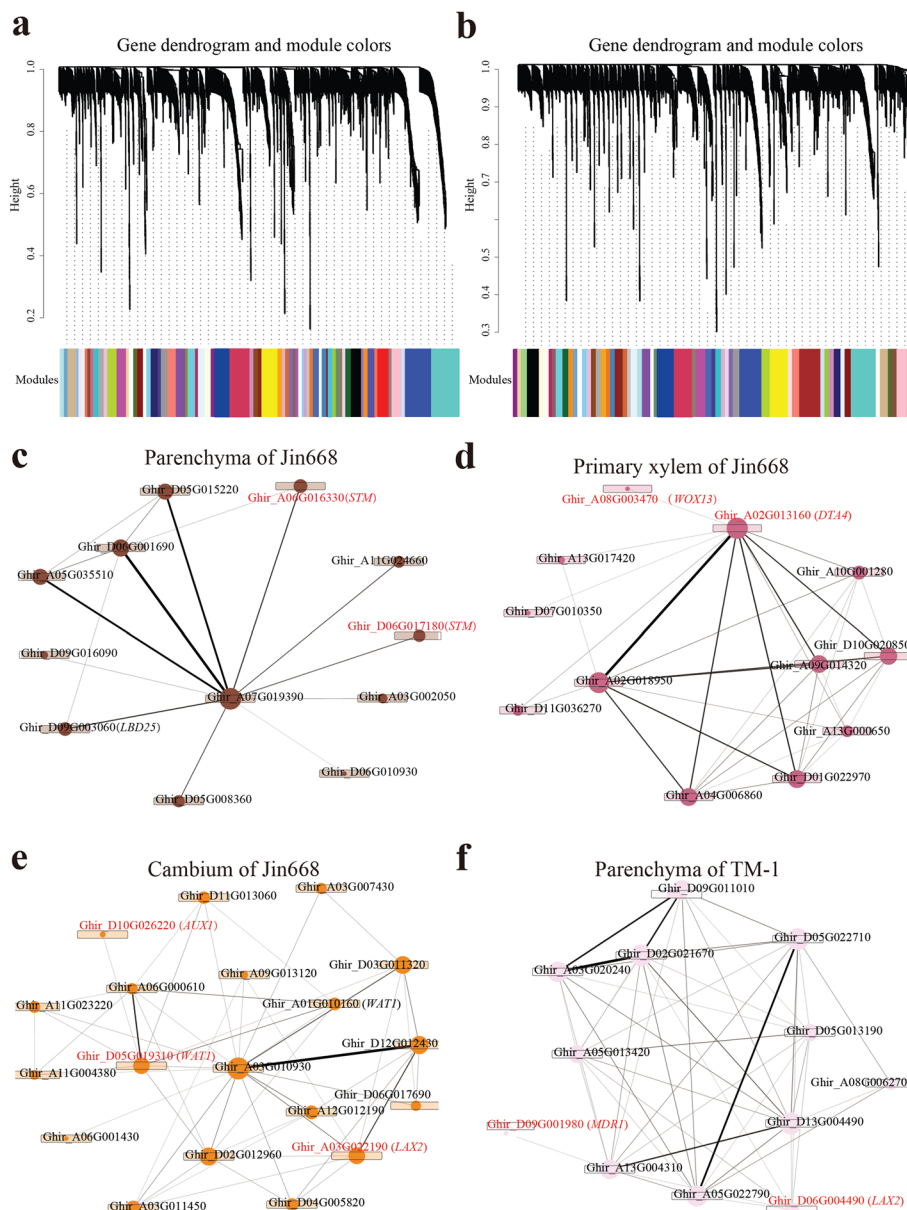 a
Gene dendrogram and module colors
Height
1.0
0.8
0.6
0.4
0.2
Modules
b
Gene dendrogram and module colors
Height
1.0
0.9
0.8
0.7
0.6
0.5
0.4
0.3
Modules
c
Parenchyma of Jin668
Ghir_D05G015220
Ghir_A06G016330(STM)
Ghir_D06G001690
Ghir_A11G024660
Ghir_A05G035510
Ghir_D06G017180(STM)
Ghir_D09G016090
Ghir_A07G019390
Ghir_A03G002050
Ghir_D09G003060(LBD25)
Ghir_D06G010930
Ghir_D05G008360
d
Primary xylem of Jin668
Ghir_A08G003470 (WOX13)
Ghir_A02G013160 (DTA4)
Ghir_A13G017420
Ghir_A10G001280
Ghir_D07G010350
Ghir_D10G020850
Ghir_A09G014320
Ghir_A02G018950
Ghir_D11G036270
Ghir_A13G000650
Ghir_D01G022970
Ghir_A04G006860
e
Cambium of Jin668
Ghir_D11G013060
Ghir_A03G007430
Ghir_D10G026220 (AUX1)
Ghir_D03G011320
Ghir_A09G013120
Ghir_A06G000610
Ghir_A11G023220
Ghir_A01G010160 (WAT1)
Ghir_D12G012430
Ghir_D05G019310 (WAT1)
Ghir_A03G010930
Ghir_A11G004380
Ghir_D06G017690
Ghir_A12G012190
Ghir_A06G001430
Ghir_A03G022190 (LAX2)
Ghir_D02G012960
Ghir_D04G005820
Ghir_A03G011450
f
Parenchyma of TM-1
Ghir_D09G011010
Ghir_D05G022710
Ghir_D02G021670
Ghir_A03G020240
Ghir_D05G013190
Ghir_A05G013420
Ghir_A08G006270
Ghir_D09G001980 (MDR1)
Ghir_D13G004490
Ghir_A13G004310
Ghir_A05G022790
Ghir_D06G004490 (LAX2)